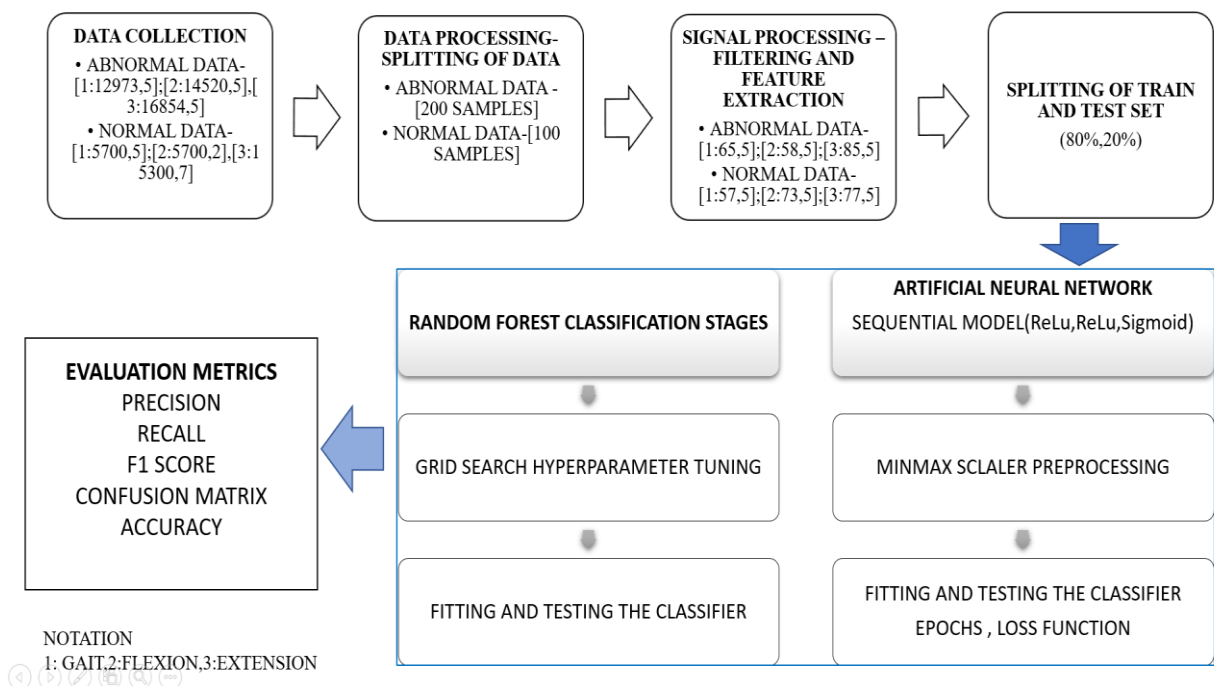 DATA COLLECTION
• ABNORMAL DATA-
[1:12973,5];[2:14520,5],[
3:16854,5]
• NORMAL DATA-
[1:5700,5];[2:5700,2],[3:1
5300,7]
DATA PROCESSING-
SPLITTING OF DATA
• ABNORMAL DATA -
[200 SAMPLES]
• NORMAL DATA-[100
SAMPLES]
SIGNAL PROCESSING –
FILTERING AND
FEATURE
EXTRACTION
• ABNORMAL DATA-
[1:65,5];[2:58,5];[3:85,5]
• NORMAL DATA-
[1:57,5];[2:73,5];[3:77,5]
SPLITTING OF TRAIN
AND TEST SET
(80%,20%)
RANDOM FOREST CLASSIFICATION STAGES
GRID SEARCH HYPERPARAMETER TUNING
FITTING AND TESTING THE CLASSIFIER
ARTIFICIAL NEURAL NETWORK
SEQUENTIAL MODEL(ReLu,ReLu,Sigmoid)
MINMAX SCLALER PREPROCESSING
FITTING AND TESTING THE CLASSIFIER
EPOCHS , LOSS FUNCTION
EVALUATION METRICS
PRECISION
RECALL
F1 SCORE
CONFUSION MATRIX
ACCURACY
NOTATION
1: GAIT,2:FLEXION,3:EXTENSION